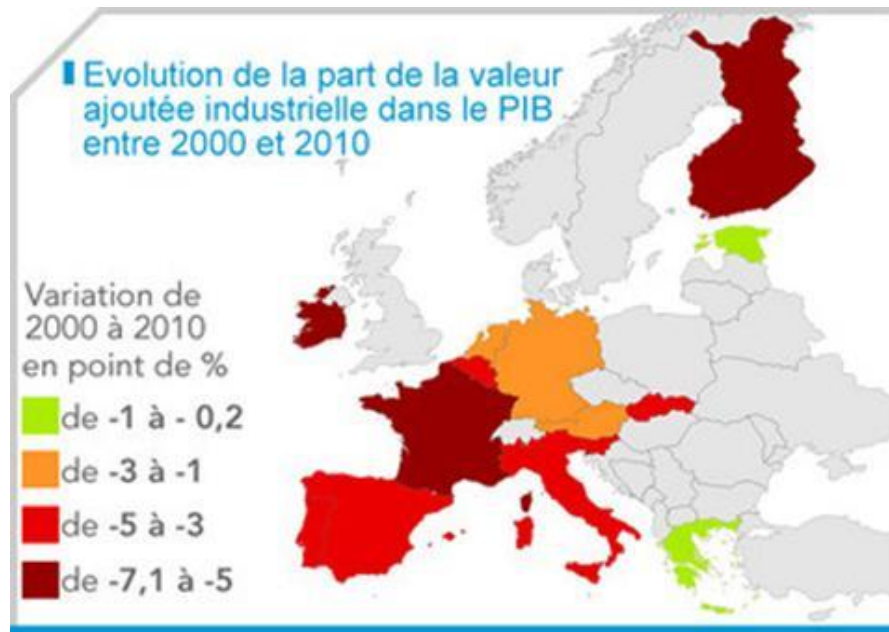 Evolution de la part de la valeur
ajoutée industrielle dans le PIB
entre 2000 et 2010
Variation de
2000 à 2010
en point de %
de -1 à - 0,2
de -3 à -1
de -5 à -3
de -7,1 à -5